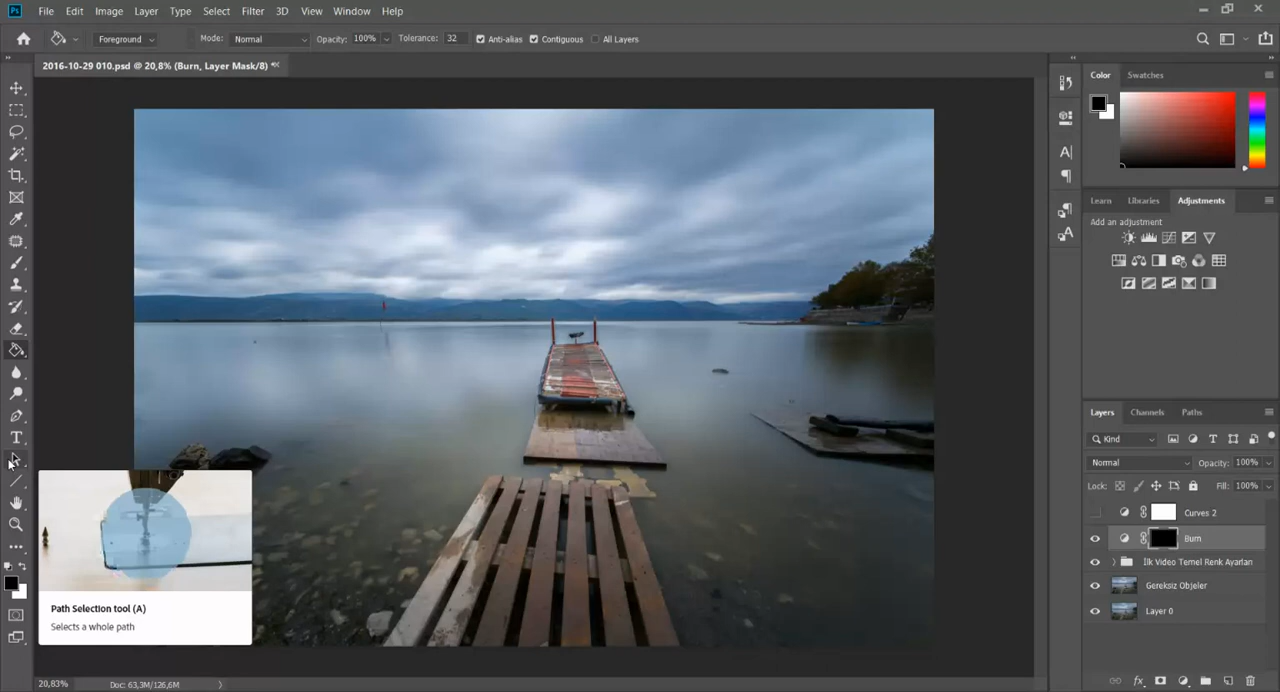 Ps File Edit Image Layer Type Select Filter 3D View Window Help
Foreground Mode: Normal Opacity: 100% Tolerance: 32 Anti-alias Contiguous All Layers
2016-10-29 010.psd @ 20,8% (Burn, Layer Mask/8)
Color Swatches
Learn Libraries Adjustments
Add an adjustment
Layers Channels Paths
Kind
Normal Opacity: 100%
Lock: Fill: 100%
Curves 2
Burn
İlk Video Temel Renk Ayarları
Gereksiz Objeler
Layer 0
Path Selection tool (A)
Selects a whole path
20,83% Doc: 63,3M/126,6M